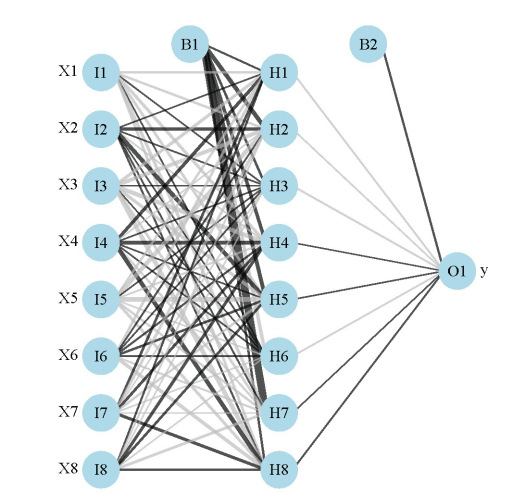 B1 B2
X1 I1 H1
X2 I2 H2
X3 I3 H3
X4 I4 H4
O1 y
X5 I5 H5
X6 I6 H6
X7 I7 H7
X8 I8 H8